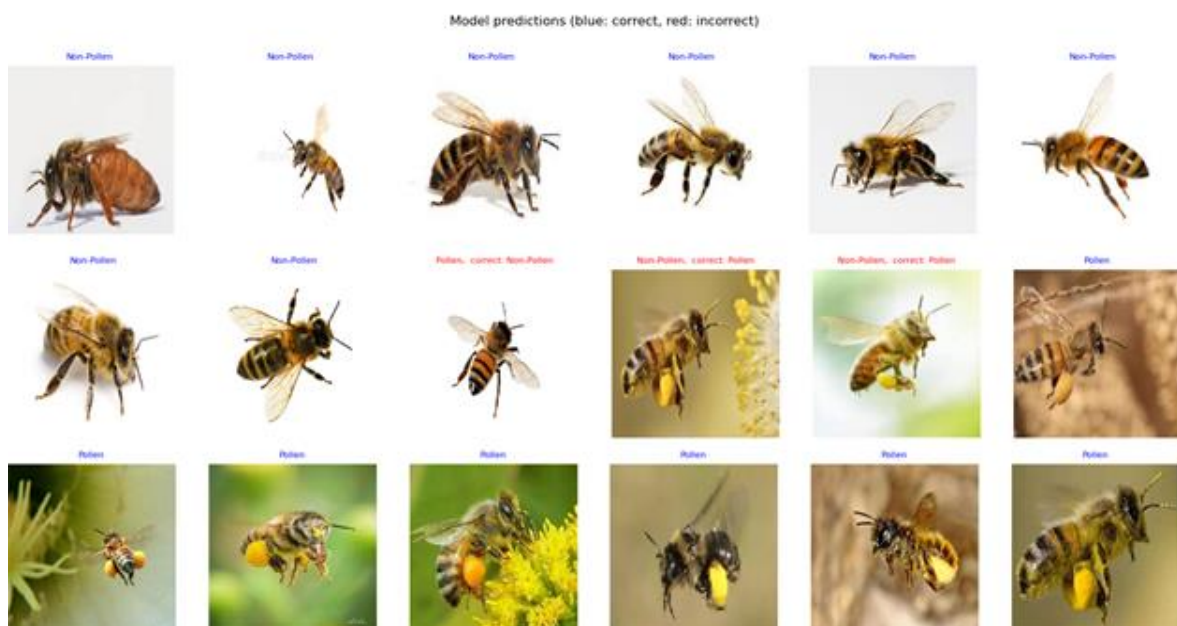 Model predictions (blue: correct, red: incorrect)
Non-Pollen
Non-Pollen
Non-Pollen
Non-Pollen
Non-Pollen
Non-Pollen
Non-Pollen
Non-Pollen
Pollen, correct: Non-Pollen
Non-Pollen, correct: Pollen
Non-Pollen, correct: Pollen
Pollen
Pollen
Pollen
Pollen
Pollen
Pollen
Pollen